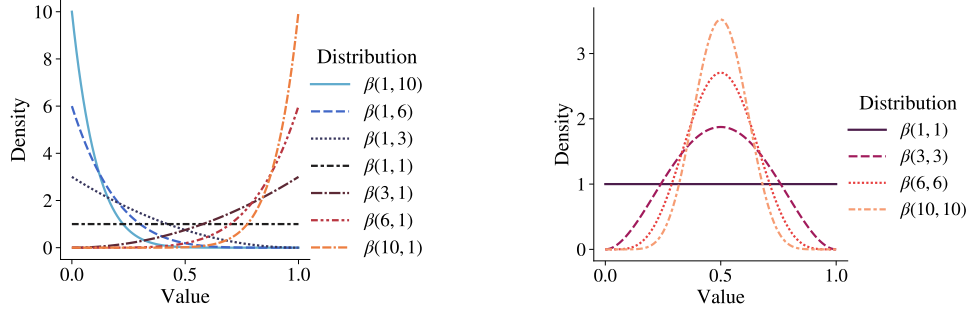 10
8
6
4
2
0
Density
0.0
0.5
1.0
Value
Distribution
β(1, 10)
β(1, 6)
β(1, 3)
β(1, 1)
β(3, 1)
β(6, 1)
β(10, 1)
3
2
1
0
Density
0.0
0.5
1.0
Value
Distribution
β(1, 1)
β(3, 3)
β(6, 6)
β(10, 10)